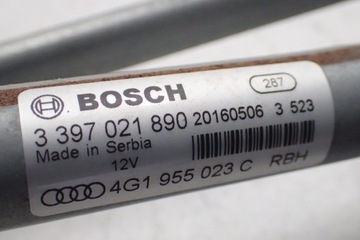 287
BOSCH
3 397 021 890 20160506 3 523
Made in Serbia
12V
4G1 955 023 C RBH